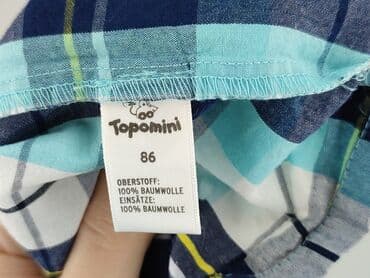 Topomini
86
OBERSTOFF:
100% BAUMWOLLE
EINSÄTZE:
100% BAUMWOLLE